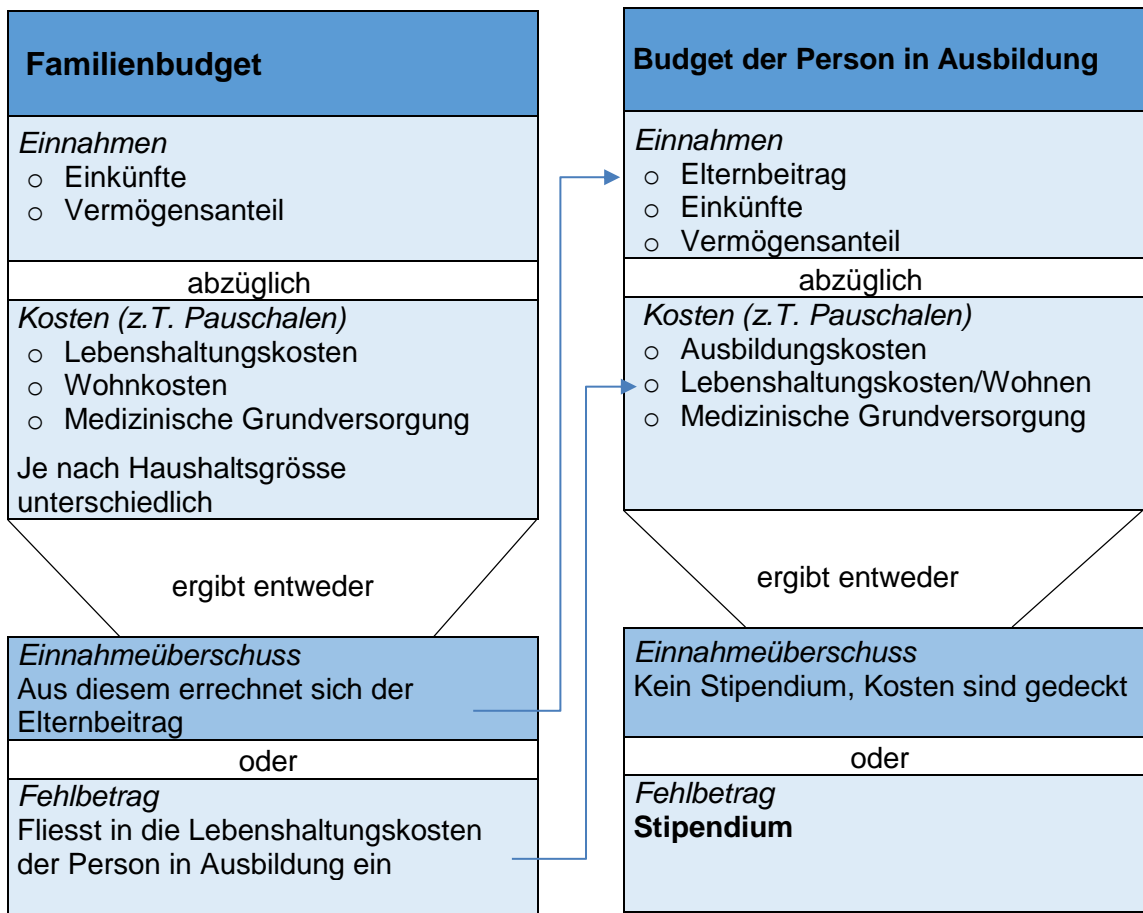 Familienbudget
Einnahmen
o Einkünfte
o Vermögensanteil
abzüglich
Kosten (z.T. Pauschalen)
o Lebenshaltungskosten
o Wohnkosten
o Medizinische Grundversorgung
Je nach Haushaltsgrösse
unterschiedlich
ergibt entweder
Einnahmeüberschuss
Aus diesem errechnet sich der
Elternbeitrag
oder
Fehlbetrag
Fliesst in die Lebenshaltungskosten
der Person in Ausbildung ein
Budget der Person in Ausbildung
Einnahmen
o Elternbeitrag
o Einkünfte
o Vermögensanteil
abzüglich
Kosten (z.T. Pauschalen)
o Ausbildungskosten
o Lebenshaltungskosten/Wohnen
o Medizinische Grundversorgung
ergibt entweder
Einnahmeüberschuss
Kein Stipendium, Kosten sind gedeckt
oder
Fehlbetrag
Stipendium